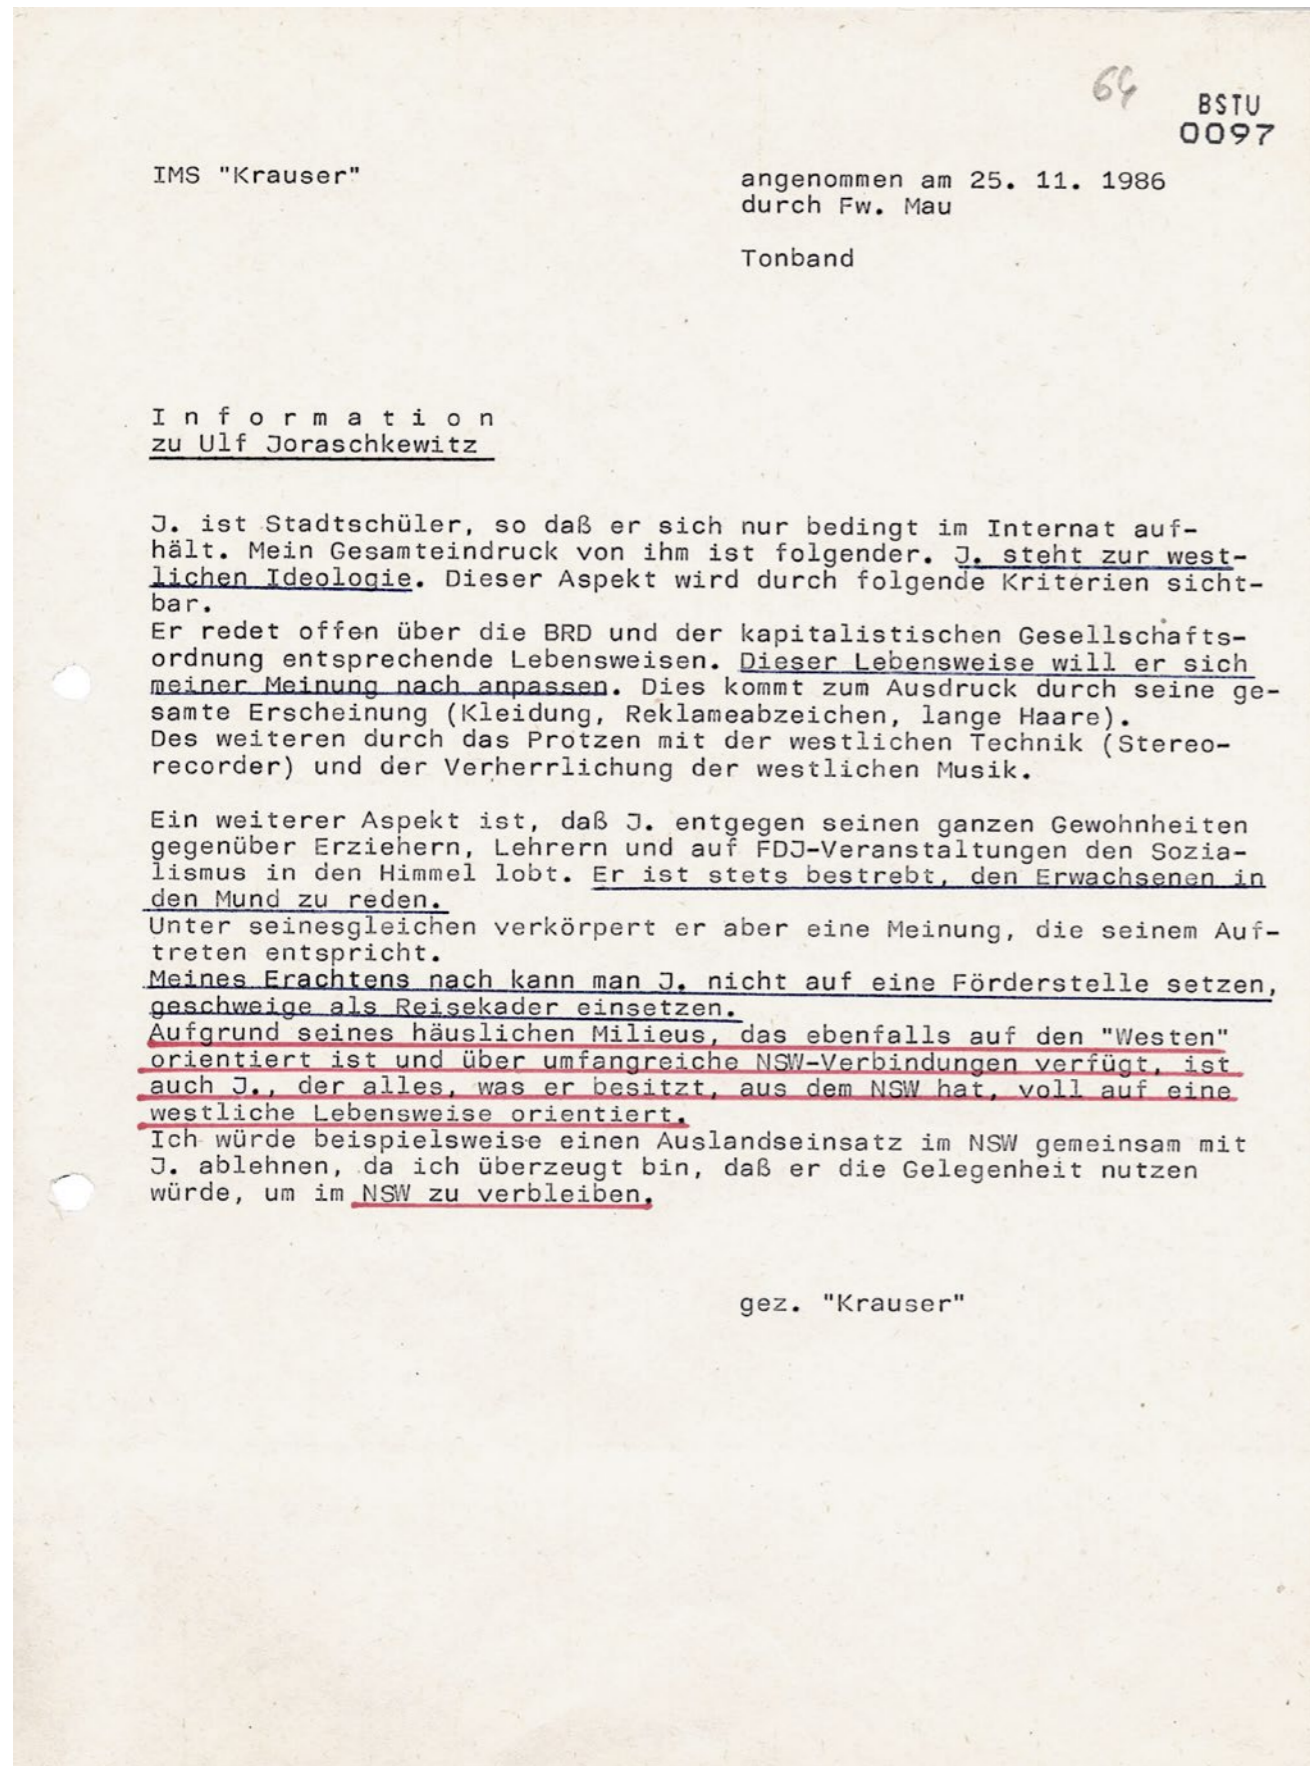 64
BSTU
0097
IMS "Krauser"
angenommen am 25. 11. 1986
durch Fw. Mau
Tonband
I n f o r m a t i o n
zu Ulf Joraschkewitz
J. ist Stadtschüler, so daß er sich nur bedingt im Internat auf-
hält. Mein Gesamteindruck von ihm ist folgender. J. steht zur west-
lichen Ideologie. Dieser Aspekt wird durch folgende Kriterien sicht-
bar.
Er redet offen über die BRD und der kapitalistischen Gesellschafts-
ordnung entsprechende Lebensweisen. Dieser Lebensweise will er sich
meiner Meinung nach anpassen. Dies kommt zum Ausdruck durch seine ge-
samte Erscheinung (Kleidung, Reklameabzeichen, lange Haare).
Des weiteren durch das Protzen mit der westlichen Technik (Stereo-
recorder) und der Verherrlichung der westlichen Musik.
Ein weiterer Aspekt ist, daß J. entgegen seinen ganzen Gewohnheiten
gegenüber Erziehern, Lehrern und auf FDJ-Veranstaltungen den Sozia-
lismus in den Himmel lobt. Er ist stets bestrebt, den Erwachsenen in
den Mund zu reden.
Unter seinesgleichen verkörpert er aber eine Meinung, die seinem Auf-
treten entspricht.
Meines Erachtens nach kann man J. nicht auf eine Förderstelle setzen,
geschweige als Reisekader einsetzen.
Aufgrund seines häuslichen Milieus, das ebenfalls auf den "Westen"
orientiert ist und über umfangreiche NSW-Verbindungen verfügt, ist
auch J., der alles, was er besitzt, aus dem NSW hat, voll auf eine
westliche Lebensweise orientiert.
Ich würde beispielsweise einen Auslandseinsatz im NSW gemeinsam mit
J. ablehnen, da ich überzeugt bin, daß er die Gelegenheit nutzen
würde, um im NSW zu verbleiben.
gez. "Krauser"